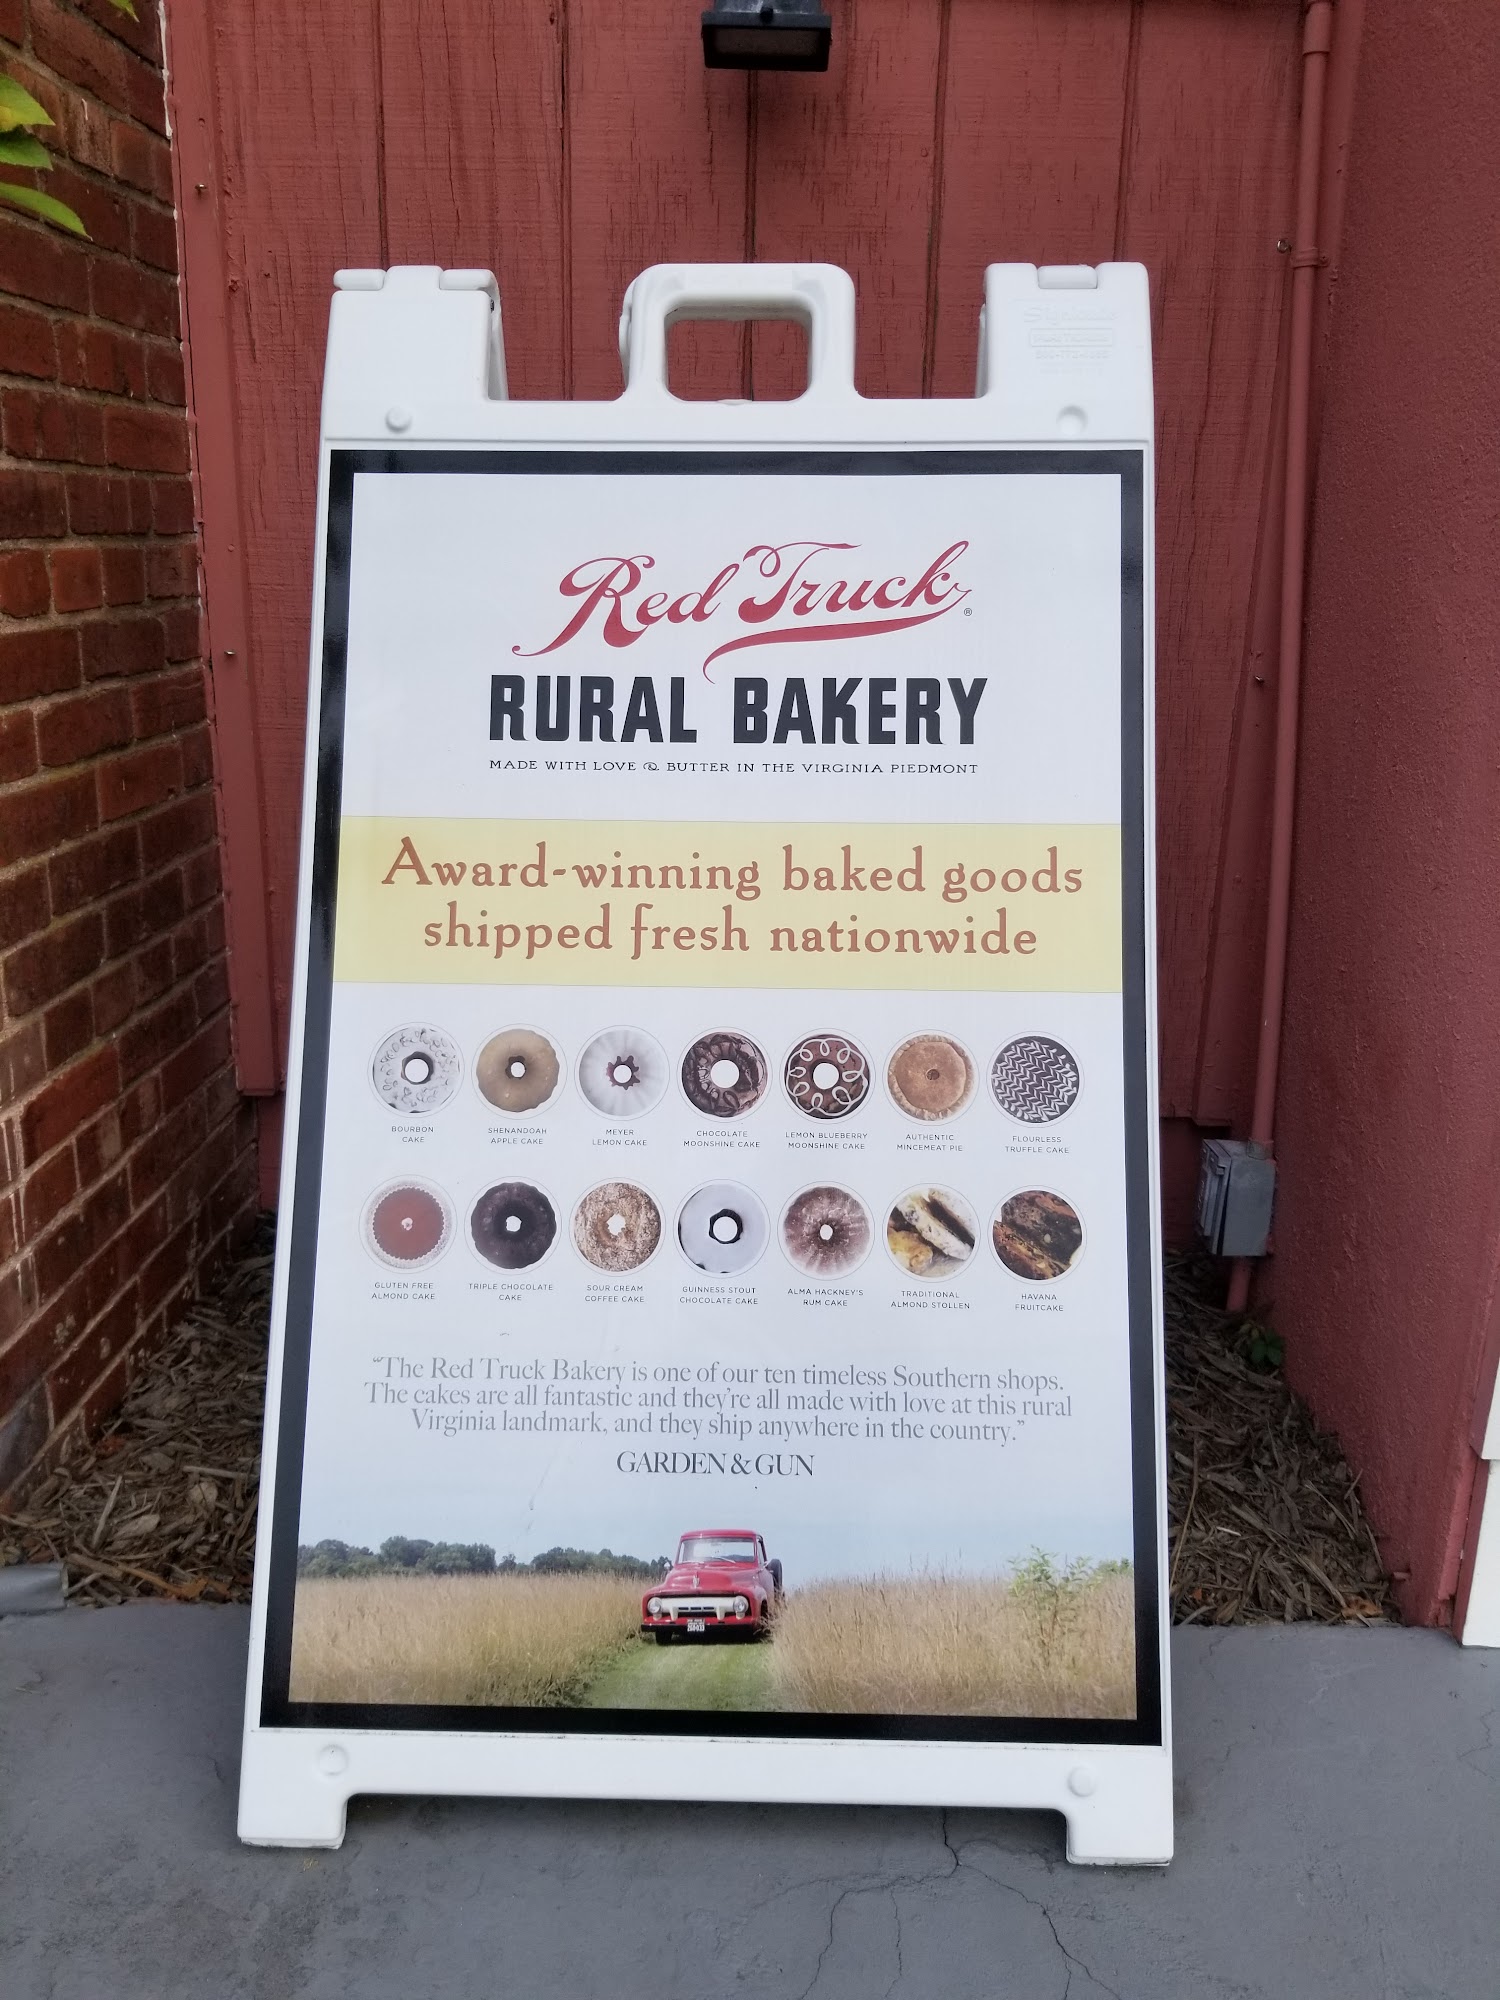 Red Truck®
RURAL BAKERY
MADE WITH LOVE & BUTTER IN THE VIRGINIA PIEDMONT
Award-winning baked goods
shipped fresh nationwide
BOURBON
CAKE
SHENANDOAH
APPLE CAKE
MEYER
LEMON CAKE
CHOCOLATE
MOONSHINE CAKE
LEMON BLUEBERRY
MOONSHINE CAKE
AUTHENTIC
MINCEMEAT PIE
FLOURLESS
TRUFFLE CAKE
GLUTEN FREE
ALMOND CAKE
TRIPLE CHOCOLATE
CAKE
SOUR CREAM
COFFEE CAKE
GUINNESS STOUT
CHOCOLATE CAKE
ALMA HACKNEY'S
RUM CAKE
TRADITIONAL
ALMOND STOLLEN
HAVANA
FRUITCAKE
“The Red Truck Bakery is one of our ten timeless Southern shops.
The cakes are all fantastic and they’re all made with love at this rural
Virginia landmark, and they ship anywhere in the country.”
GARDEN & GUN